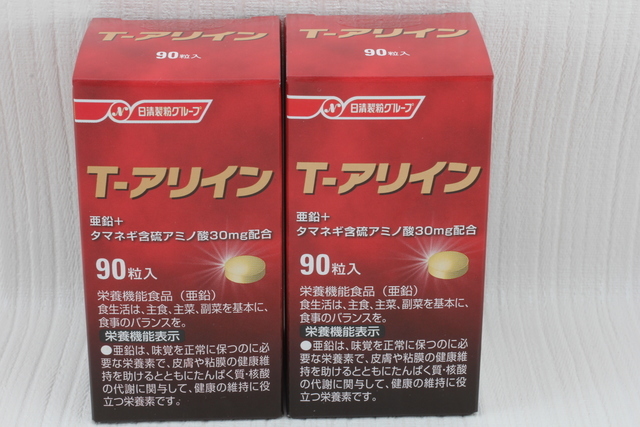 T-アリイン
90粒入
日清製粉グループ
T-アリイン
亜鉛+
タマネギ含硫アミノ酸30mg配合
90粒入
栄養機能食品（亜鉛）
食生活は、主食、主菜、副菜を基本に、
食事のバランスを。
栄養機能表示
●亜鉛は、味覚を正常に保つのに必
要な栄養素で、皮膚や粘膜の健康維
持を助けるとともにたんぱく質・核酸
の代謝に関与して、健康の維持に役
立つ栄養素です。
T-アリイン
90粒入
日清製粉グループ
T-アリイン
亜鉛+
タマネギ含硫アミノ酸30mg配合
90粒入
栄養機能食品（亜鉛）
食生活は、主食、主菜、副菜を基本に、
食事のバランスを。
栄養機能表示
●亜鉛は、味覚を正常に保つのに必
要な栄養素で、皮膚や粘膜の健康維
持を助けるとともにたんぱく質・核酸
の代謝に関与して、健康の維持に役
立つ栄養素です。